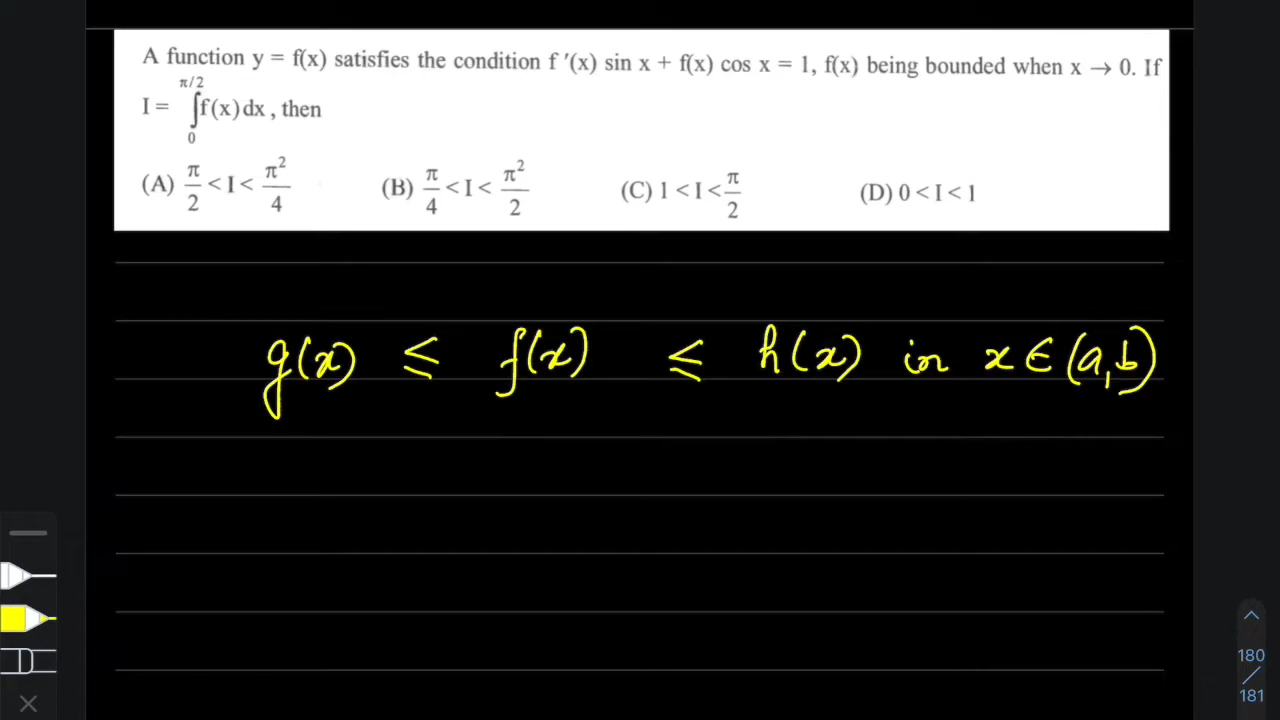 A function y = f(x) satisfies the condition f ′(x) sin x + f(x) cos x = 1, f(x) being bounded when x → 0. If
I = ∫₀^(π/2) f(x) dx , then
(A) π/2 < I < π²/4 (B) π/4 < I < π²/2 (C) 1 < I < π/2 (D) 0 < I < 1
g(x) ≤ f(x) ≤ h(x) in x ∈ (a,b)
180
/
181